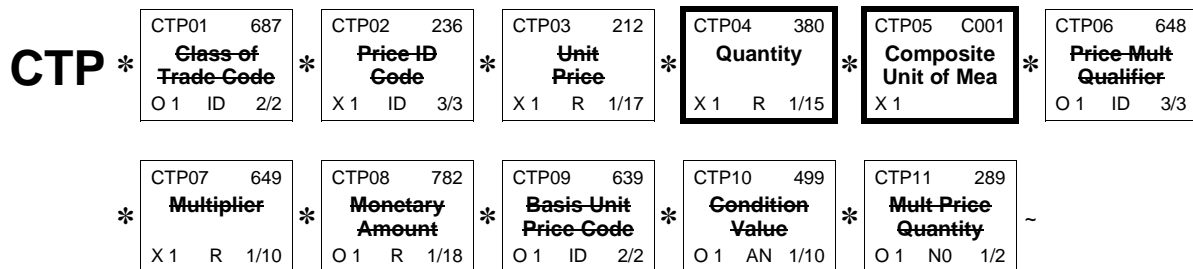 CTP * CTP01 687 * CTP02 236 * CTP03 212 * CTP04 380 * CTP05 C001 * CTP06 648
Class of Trade Code
Price ID Code
Unit Price
Quantity
Composite Unit of Mea
Price Mult Qualifier
O 1 ID 2/2
X 1 ID 3/3
X 1 R 1/17
X 1 R 1/15
X 1
O 1 ID 3/3
* CTP07 649 * CTP08 782 * CTP09 639 * CTP10 499 * CTP11 289 ~
Multiplier
Monetary Amount
Basis Unit Price Code
Condition Value
Mult Price Quantity
X 1 R 1/10
O 1 R 1/18
O 1 ID 2/2
O 1 AN 1/10
O 1 N0 1/2